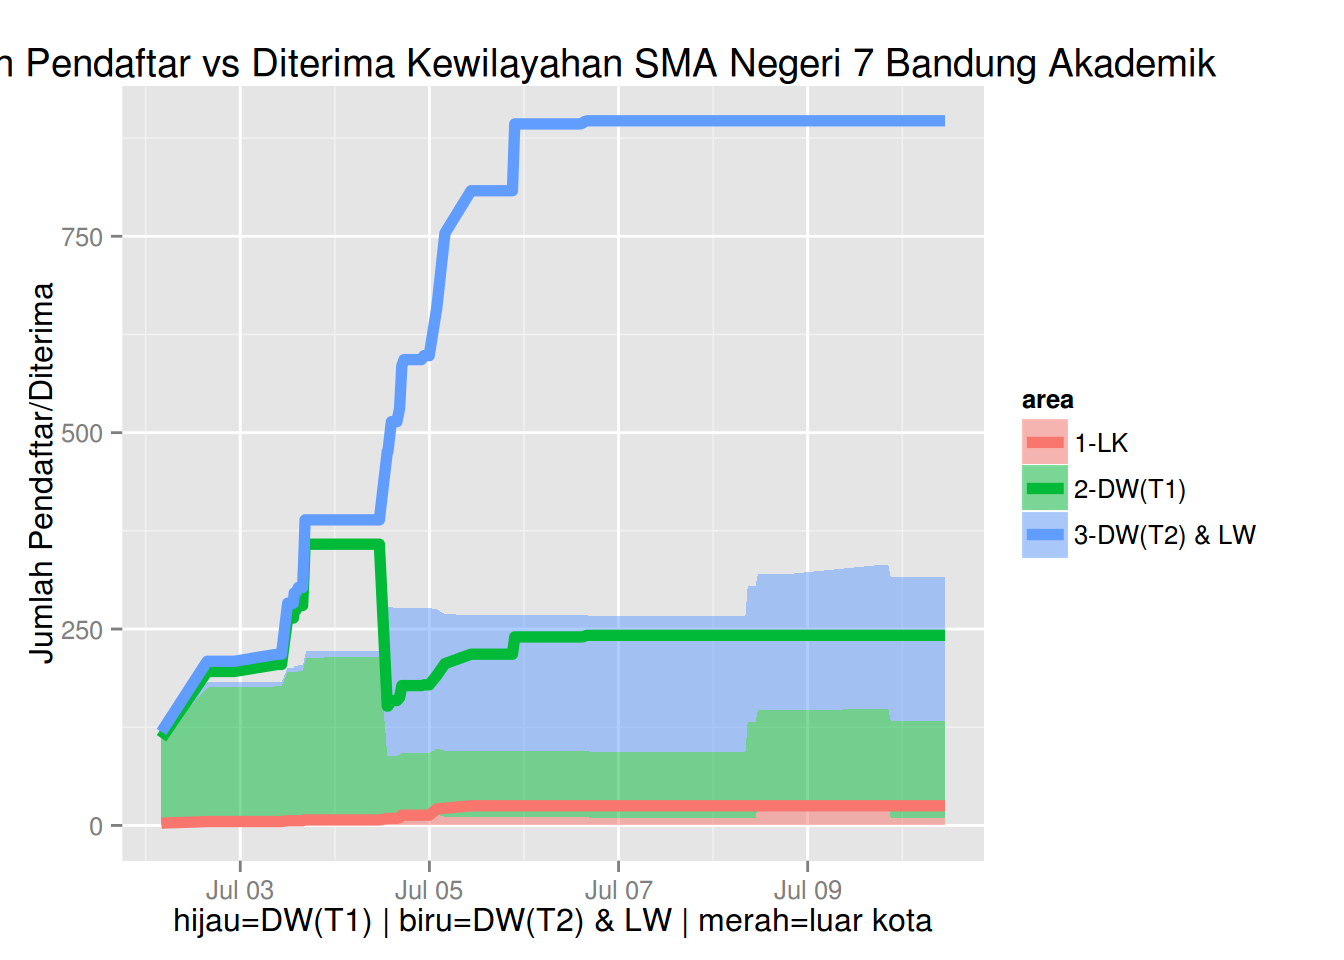 Pendaftar vs Diterima Kewilayahan SMA Negeri 7 Bandung Akademik
750
500
250
0
Jumlah Pendaftar/Diterima
Jul 03
Jul 05
Jul 07
Jul 09
hijau=DW(T1) | biru=DW(T2) & LW | merah=luar kota
area
1-LK
2-DW(T1)
3-DW(T2) & LW